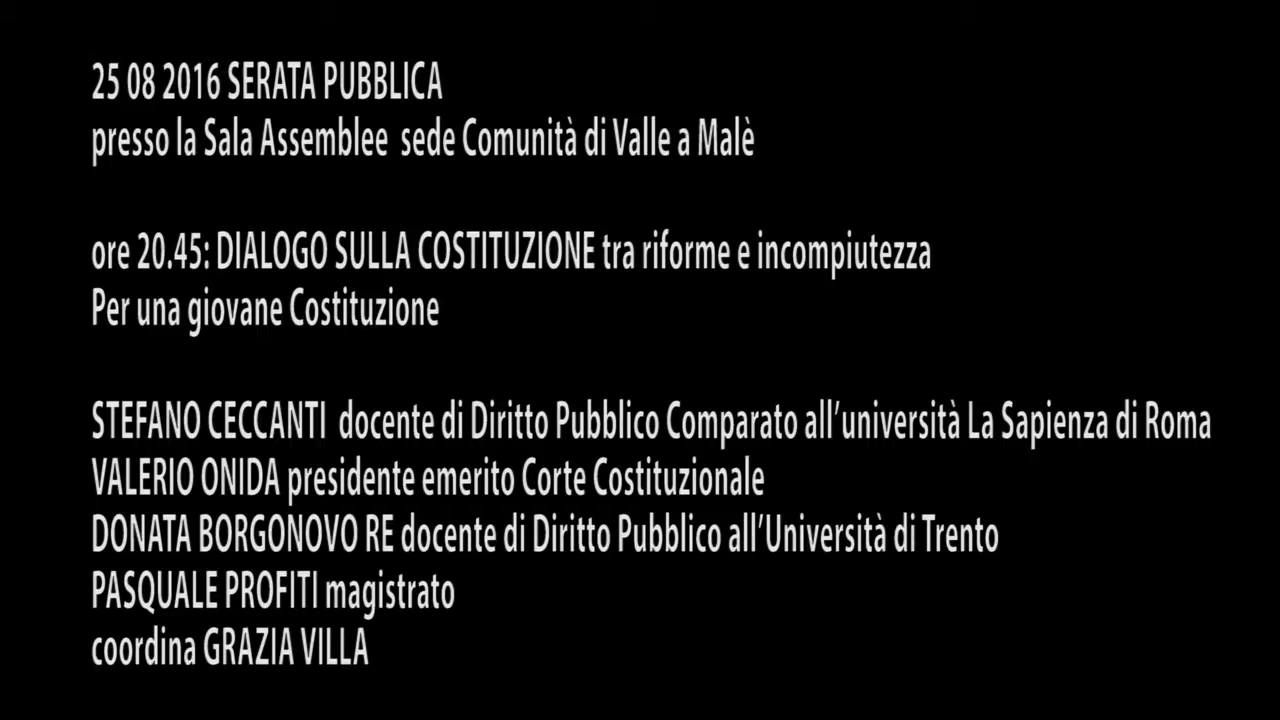 25 08 2016 SERATA PUBBLICA
presso la Sala Assemblee sede Comunità di Valle a Malè
ore 20.45: DIALOGO SULLA COSTITUZIONE tra riforme e incompiutezza
Per una giovane Costituzione
STEFANO CECCANTI docente di Diritto Pubblico Comparato all’università La Sapienza di Roma
VALERIO ONIDA presidente emerito Corte Costituzionale
DONATA BORGONOVO RE docente di Diritto Pubblico all’Università di Trento
PASQUALE PROFITI magistrato
coordina GRAZIA VILLA